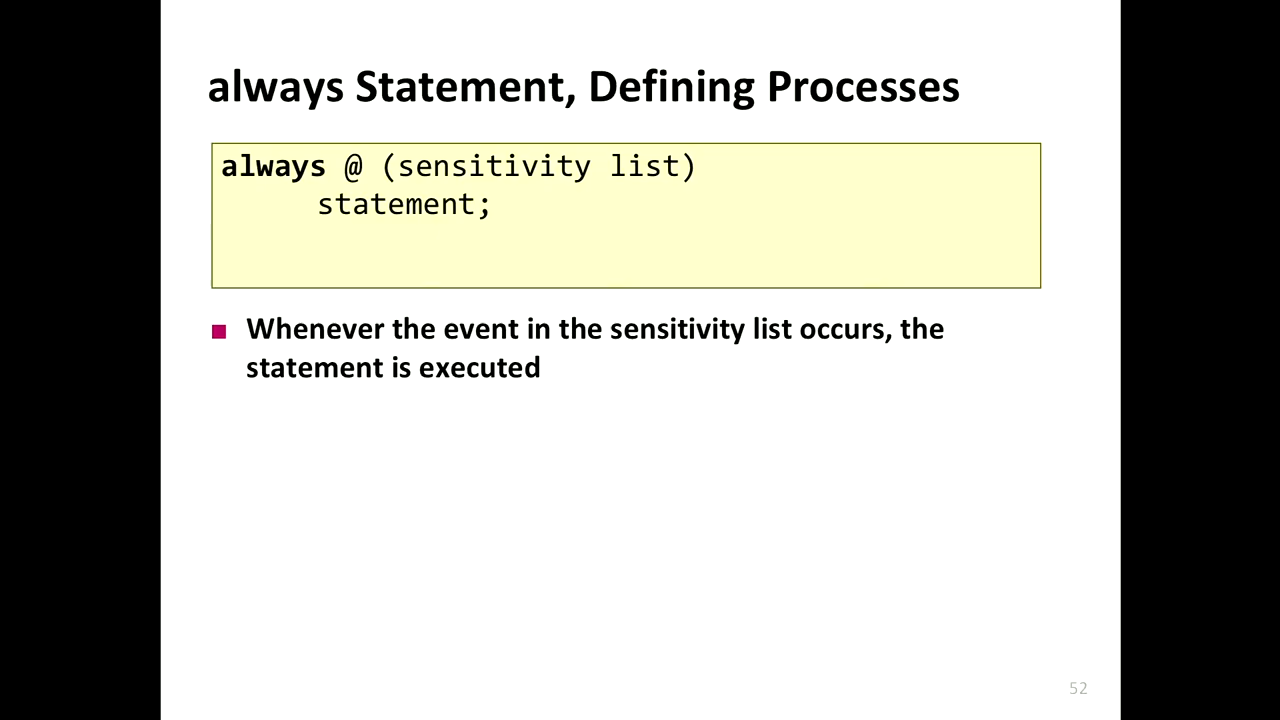 always Statement, Defining Processes
always @ (sensitivity list)
statement;
Whenever the event in the sensitivity list occurs, the
statement is executed
52